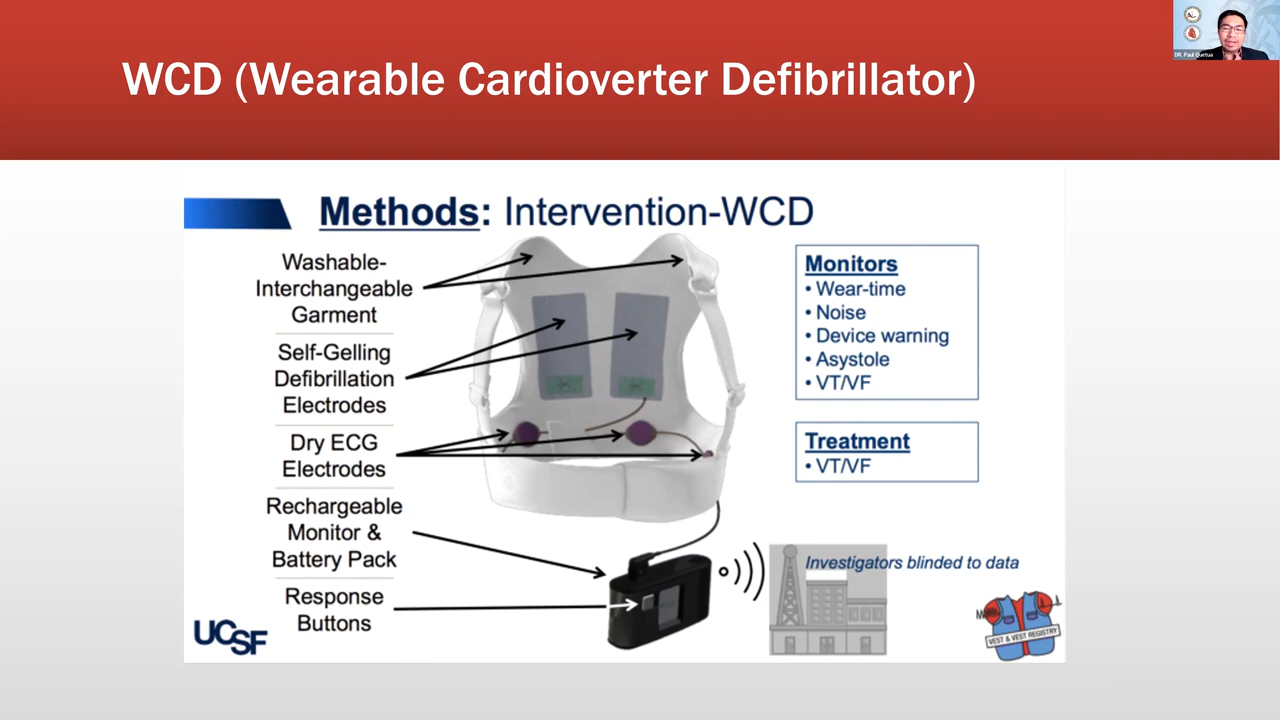 WCD (Wearable Cardioverter Defibrillator)
DR. Paul Quetua
Methods: Intervention-WCD
Washable-
Interchangeable
Garment
Self-Gelling
Defibrillation
Electrodes
Dry ECG
Electrodes
Rechargeable
Monitor &
Battery Pack
Response
Buttons
Monitors
• Wear-time
• Noise
• Device warning
• Asystole
• VT/VF
Treatment
• VT/VF
Investigators blinded to data
UCSF
VEST & VEST REGISTRY